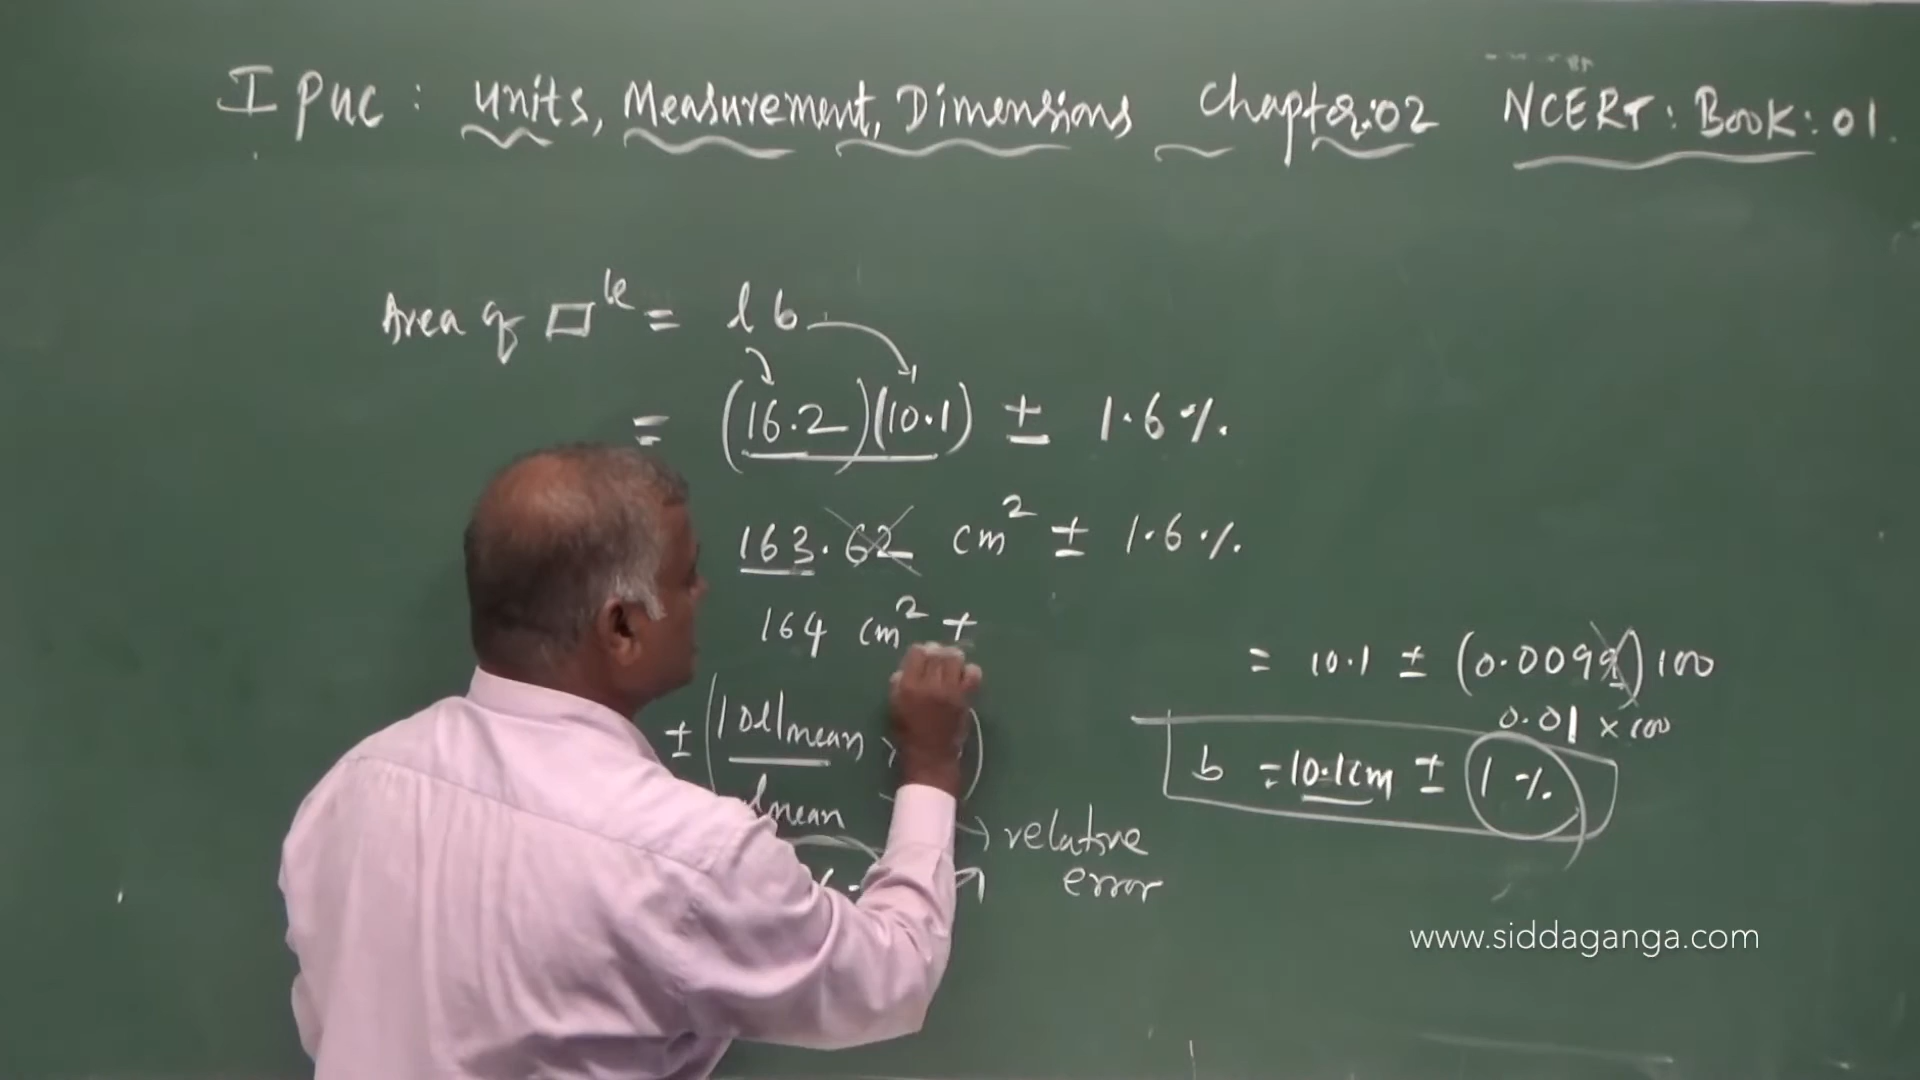 I PUC : Units, Measurement, Dimensions Chapter:02 NCERT : Book : 01.
Area of ▱le = l b
= (16.2)(10.1) ± 1.6 %.
163.62 cm² ± 1.6 %.
164 cm² +
± (|Δl|mean
lmean
→ relative
error
= 10.1 ± (0.0099) 100
0.01 × 100
b = 10.1cm ± 1 %.
www.siddaganga.com